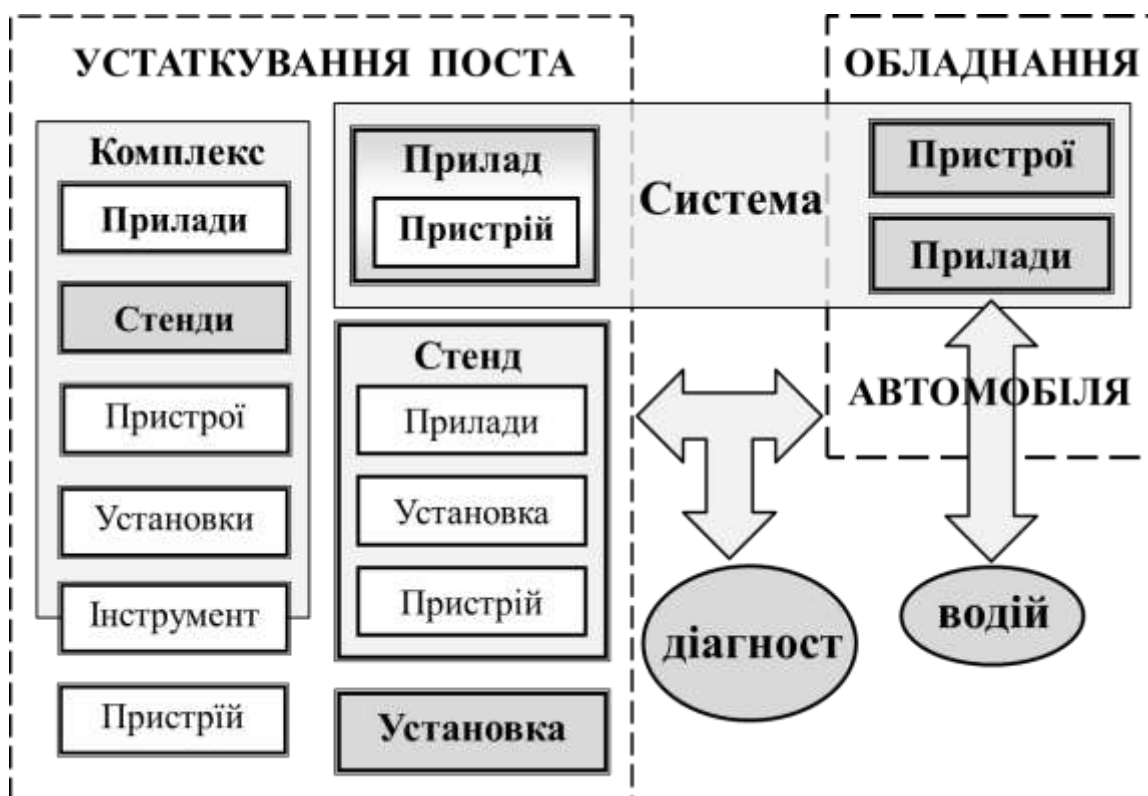 УСТАТКУВАННЯ ПОСТА
Комплекс
Прилади
Стенди
Пристрої
Установки
Інструмент
Пристрїй
Прилад
Пристрій
Система
Стенд
Прилади
Установка
Пристрій
Установка
ОБЛАДНАННЯ
Пристрої
Прилади
АВТОМОБІЛЯ
діагност
водій